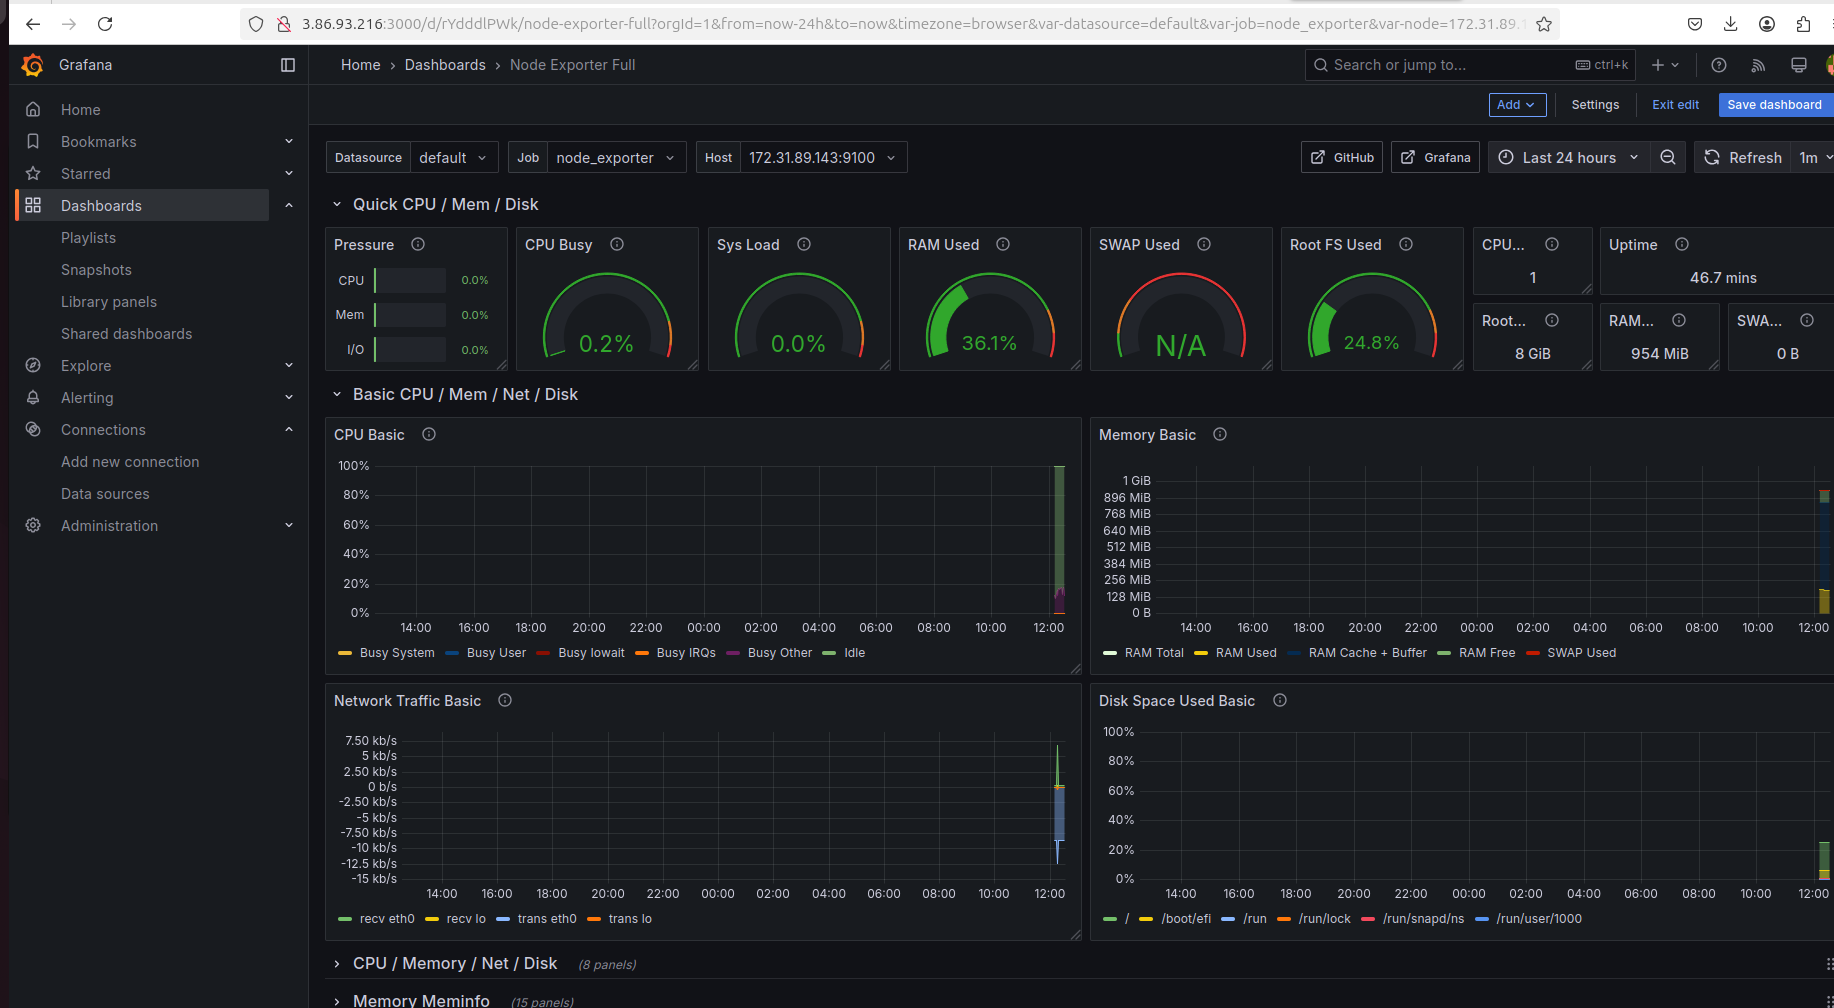 3.86.93.216:3000/d/rYdddlPWk/node-exporter-full?orgId=1&from=now-24h&to=now&timezone=browser&var-datasource=default&var-job=node_exporter&var-node=172.31.89.1
Grafana
Home › Dashboards › Node Exporter Full
Search or jump to...
ctrl+k
Add
Settings
Exit edit
Save dashboard
Home
Bookmarks
Starred
Dashboards
Playlists
Snapshots
Library panels
Shared dashboards
Explore
Alerting
Connections
Add new connection
Data sources
Administration
Datasource default
Job node_exporter
Host 172.31.89.143:9100
GitHub
Grafana
Last 24 hours
Refresh 1m
Quick CPU / Mem / Disk
Pressure
CPU 0.0%
Mem 0.0%
I/O 0.0%
CPU Busy
0.2%
Sys Load
0.0%
RAM Used
36.1%
SWAP Used
N/A
Root FS Used
24.8%
CPU...
1
Uptime
46.7 mins
Root...
8 GiB
RAM...
954 MiB
SWA...
0 B
Basic CPU / Mem / Net / Disk
CPU Basic
100%
80%
60%
40%
20%
0%
14:00 16:00 18:00 20:00 22:00 00:00 02:00 04:00 06:00 08:00 10:00 12:00
Busy System Busy User Busy Iowait Busy IRQs Busy Other Idle
Memory Basic
1 GiB
896 MiB
768 MiB
640 MiB
512 MiB
384 MiB
256 MiB
128 MiB
0 B
14:00 16:00 18:00 20:00 22:00 00:00 02:00 04:00 06:00 08:00 10:00 12:00
RAM Total RAM Used RAM Cache + Buffer RAM Free SWAP Used
Network Traffic Basic
7.50 kb/s
5 kb/s
2.50 kb/s
0 b/s
-2.50 kb/s
-5 kb/s
-7.50 kb/s
-10 kb/s
-12.5 kb/s
-15 kb/s
14:00 16:00 18:00 20:00 22:00 00:00 02:00 04:00 06:00 08:00 10:00 12:00
recv eth0 recv lo trans eth0 trans lo
Disk Space Used Basic
100%
80%
60%
40%
20%
0%
14:00 16:00 18:00 20:00 22:00 00:00 02:00 04:00 06:00 08:00 10:00 12:00
/ /boot/efi /run /run/lock /run/snapd/ns /run/user/1000
CPU / Memory / Net / Disk (8 panels)
Memory Meminfo (15 panels)